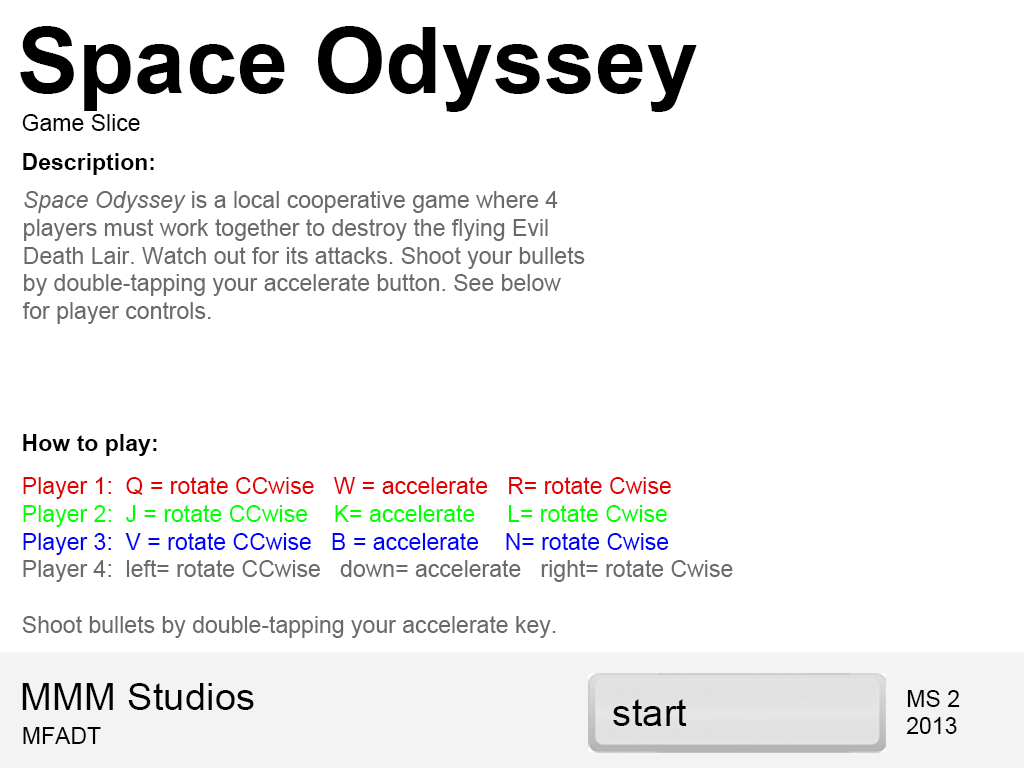 Space Odyssey
Game Slice
Description:
Space Odyssey is a local cooperative game where 4
players must work together to destroy the flying Evil
Death Lair. Watch out for its attacks. Shoot your bullets
by double-tapping your accelerate button. See below
for player controls.
How to play:
Player 1:  Q = rotate CCwise   W = accelerate   R= rotate Cwise
Player 2:  J = rotate CCwise    K= accelerate     L= rotate Cwise
Player 3:  V = rotate CCwise   B = accelerate    N= rotate Cwise
Player 4:  left= rotate CCwise   down= accelerate   right= rotate Cwise
Shoot bullets by double-tapping your accelerate key.
MMM Studios
MFADT
start
MS 2
2013